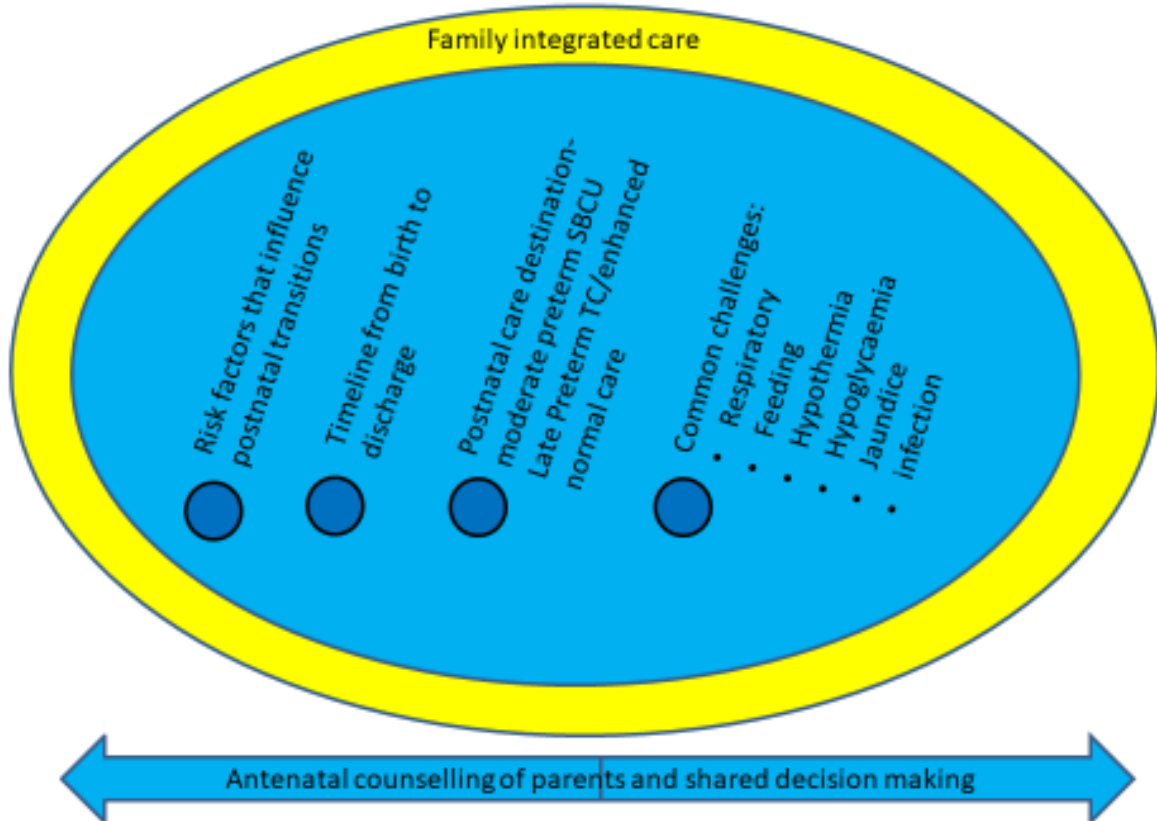 Family integrated care
Risk factors that influence
postnatal transitions
Timeline from birth to
discharge
Postnatal care destination-
moderate preterm SBCU
Late Preterm TC/enhanced
normal care
Common challenges:
• Respiratory
• Feeding
• Hypothermia
• Hypoglycaemia
• Jaundice
• infection
Antenatal counselling of parents and shared decision making